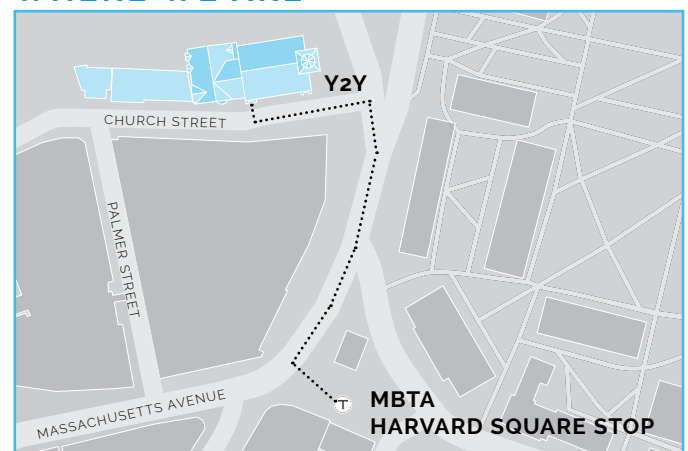 Y2Y
CHURCH STREET
PALMER STREET
MASSACHUSETTS AVENUE
T
MBTA
HARVARD SQUARE STOP